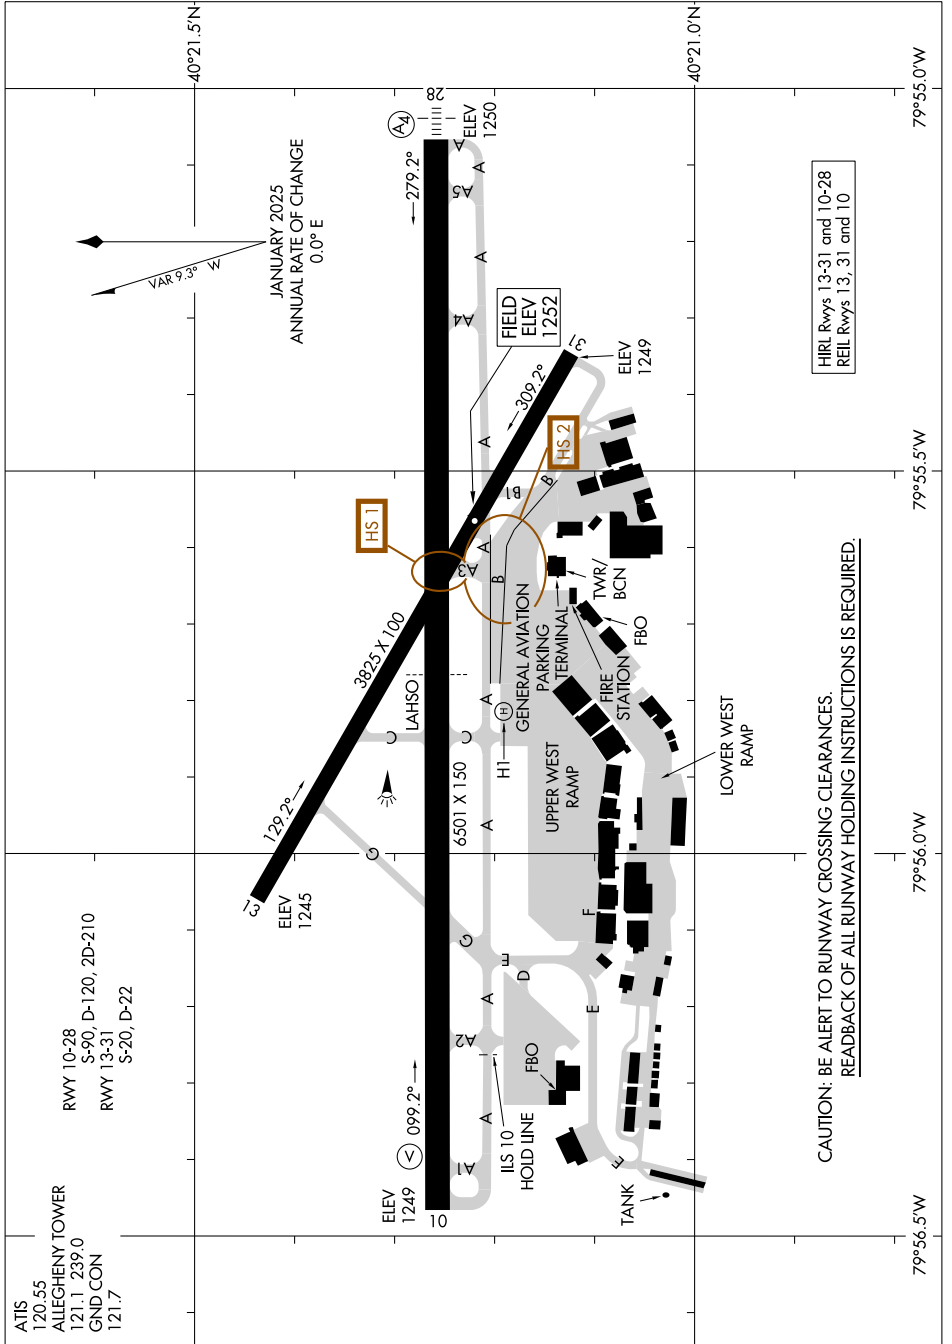 ATIS
120.55
ALLEGHENY TOWER
121.1 239.0
GND CON
121.7
RWY 10-28
S-90, D-120, 2D-210
RWY 13-31
S-20, D-22
JANUARY 2025
ANNUAL RATE OF CHANGE
0.0° E
VAR 9.3° W
40°21.5'N
40°21.0'N
79°56.5'W
79°56.0'W
79°55.5'W
79°55.0'W
13
ELEV
1245
129.2°
3825 X 100
G
C
LAHSO
HS 1
A4
279.2°
28
ELEV
1250
V
099.2°
ELEV
1249
10
6501 X 150
A1
A
A2
A
G
A
C
A
A3
A
A
A4
A
A5
A
A
FIELD
ELEV
1252
309.2°
31
ELEV
1249
HS 2
ILS 10
HOLD LINE
H1
H
B
B1
B
GENERAL AVIATION
PARKING
TERMINAL
TWR/
BCN
FIRE
STATION
FBO
UPPER WEST
RAMP
LOWER WEST
RAMP
E
D
F
E
E
FBO
TANK
HIRL Rwys 13-31 and 10-28
REIL Rwys 13, 31 and 10
CAUTION: BE ALERT TO RUNWAY CROSSING CLEARANCES.
READBACK OF ALL RUNWAY HOLDING INSTRUCTIONS IS REQUIRED.